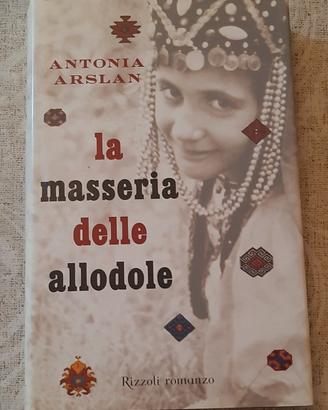 ANTONIA
ARSLAN
la
masseria
delle
allodole
Rizzoli romanzo